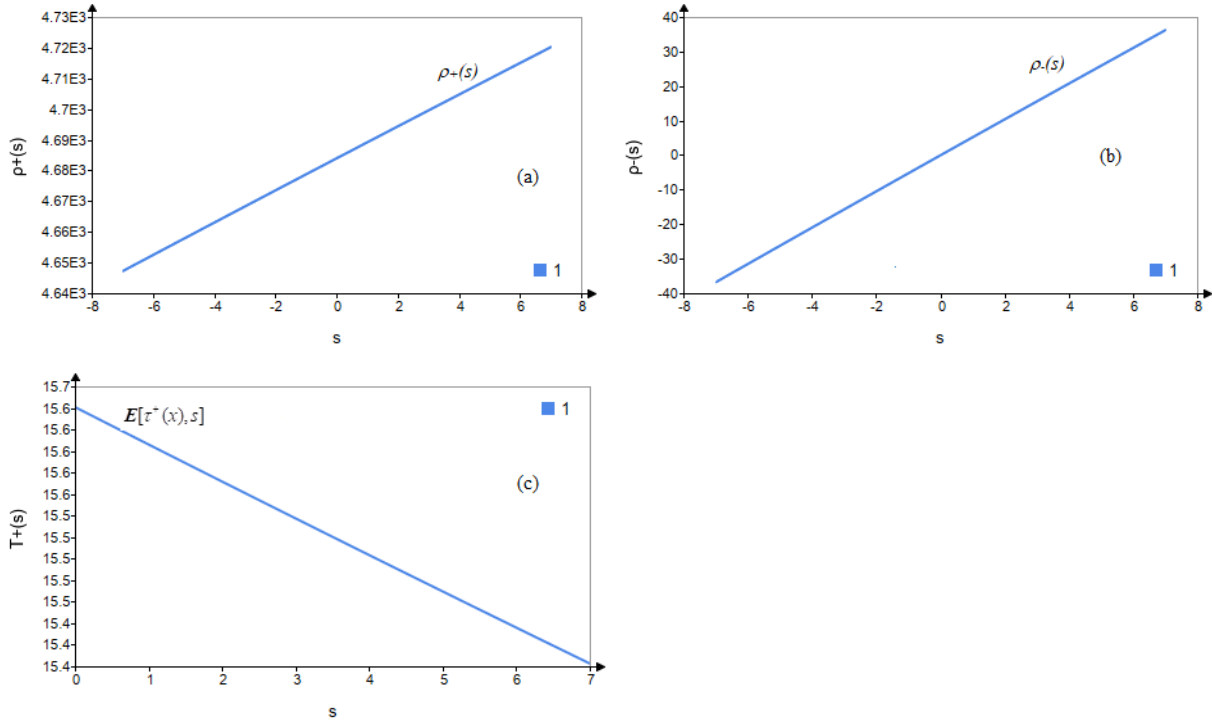 4.73E3
4.72E3
4.71E3
4.7E3
4.69E3
4.68E3
4.67E3
4.66E3
4.65E3
4.64E3
ρ+(s)
ρ+(s)
(a)
1
-8 -6 -4 -2 0 2 4 6 8
s
40
30
20
10
0
-10
-20
-30
-40
ρ-(s)
ρ-(s)
(b)
1
-8 -6 -4 -2 0 2 4 6 8
s
15.7
15.6
15.6
15.6
15.6
15.6
15.5
15.5
15.5
15.5
15.5
15.4
15.4
15.4
T+(s)
E[τ⁺(x),s]
1
(c)
0 1 2 3 4 5 6 7
s